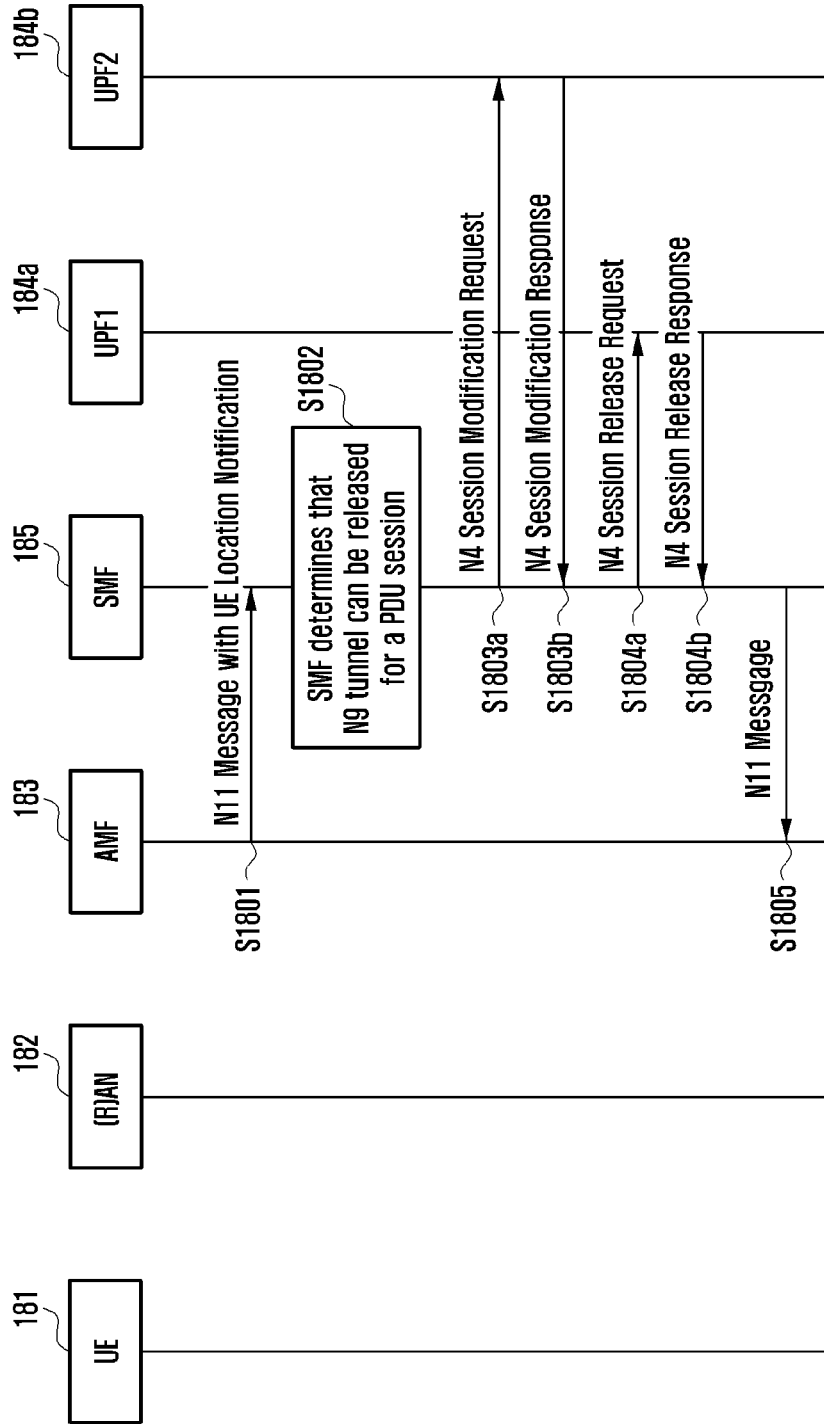 181
182
183
185
184a
184b
UE
(R)AN
AMF
SMF
UPF1
UPF2
N11 Message with UE Location Notification
S1801
S1802
SMF determines that
N9 tunnel can be released
for a PDU session
N4 Session Modification Request
S1803a
N4 Session Modification Response
S1803b
N4 Session Release Request
S1804a
N4 Session Release Response
S1804b
N11 Messgage
S1805